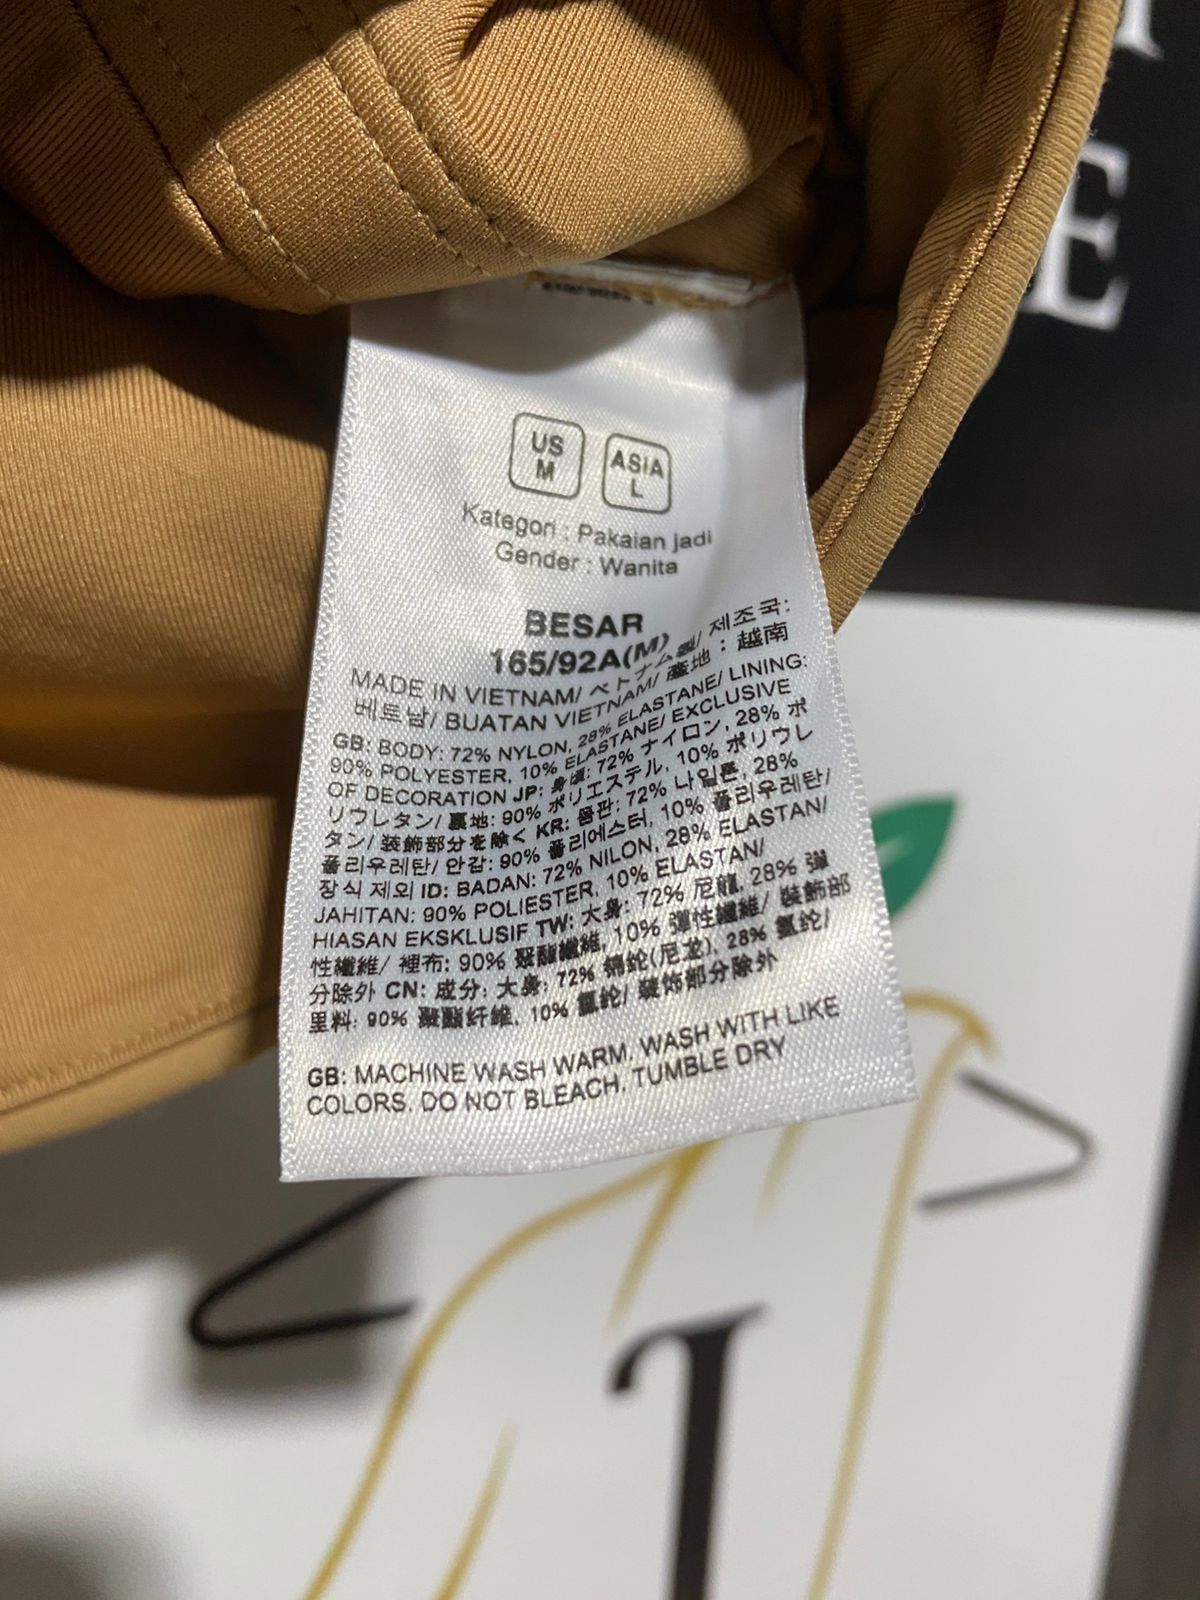 US
M
ASIA
L
Kategori : Pakaian jadi
Gender : Wanita
BESAR
165/92A(M)
MADE IN VIETNAM/ ベトナム製/ 제조국:
베트남/ BUATAN VIETNAM/ 產地 : 越南
GB: BODY: 72% NYLON, 28% ELASTANE/ LINING:
90% POLYESTER, 10% ELASTANE/ EXCLUSIVE
OF DECORATION JP: 身頃: 72% ナイロン, 28% ポ
リウレタン/ 裏地: 90% ポリエステル, 10% ポリウレ
タン/ 装飾部分を除く KR: 몸판: 72% 나일론, 28%
폴리우레탄/ 안감: 90% 폴리에스터, 10% 폴리우레탄/
장식 제외 ID: BADAN: 72% NILON, 28% ELASTAN/
JAHITAN: 90% POLIESTER, 10% ELASTAN/
HIASAN EKSKLUSIF TW: 大身: 72% 尼龍, 28% 彈
性纖維/ 裡布: 90% 聚酯纖維, 10% 彈性纖維/ 裝飾部
分除外 CN: 成分: 大身: 72% 锦纶(尼龙), 28% 氨纶/
里料: 90% 聚酯纤维, 10% 氨纶/ 装饰部分除外
GB: MACHINE WASH WARM. WASH WITH LIKE
COLORS. DO NOT BLEACH. TUMBLE DRY
E
I